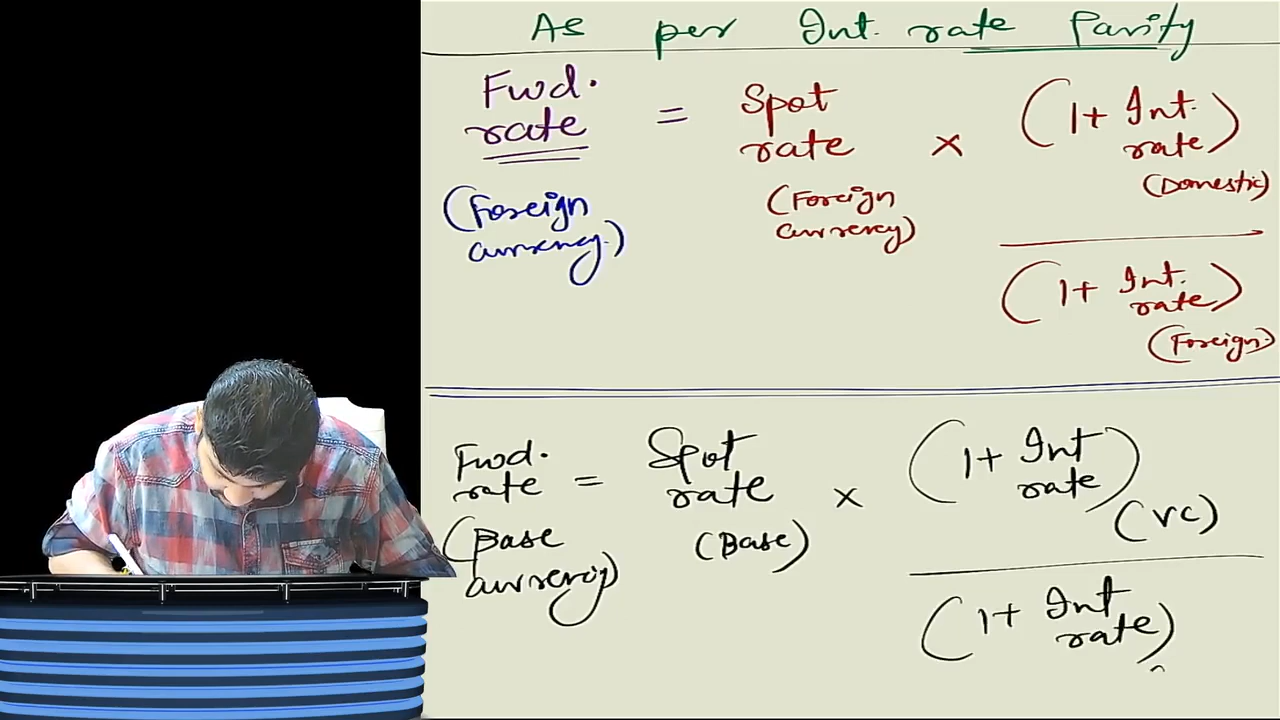 As per Int. rate Parity
Fwd. rate = Spot rate × (1+ Int. rate) (Domestic)
(Foreign currency) (Foreign currency)
(1+ Int. rate) (Foreign)
Fwd. rate = Spot rate × (1+ Int rate) (VC)
(Base currency) (Base)
(1+ Int rate)